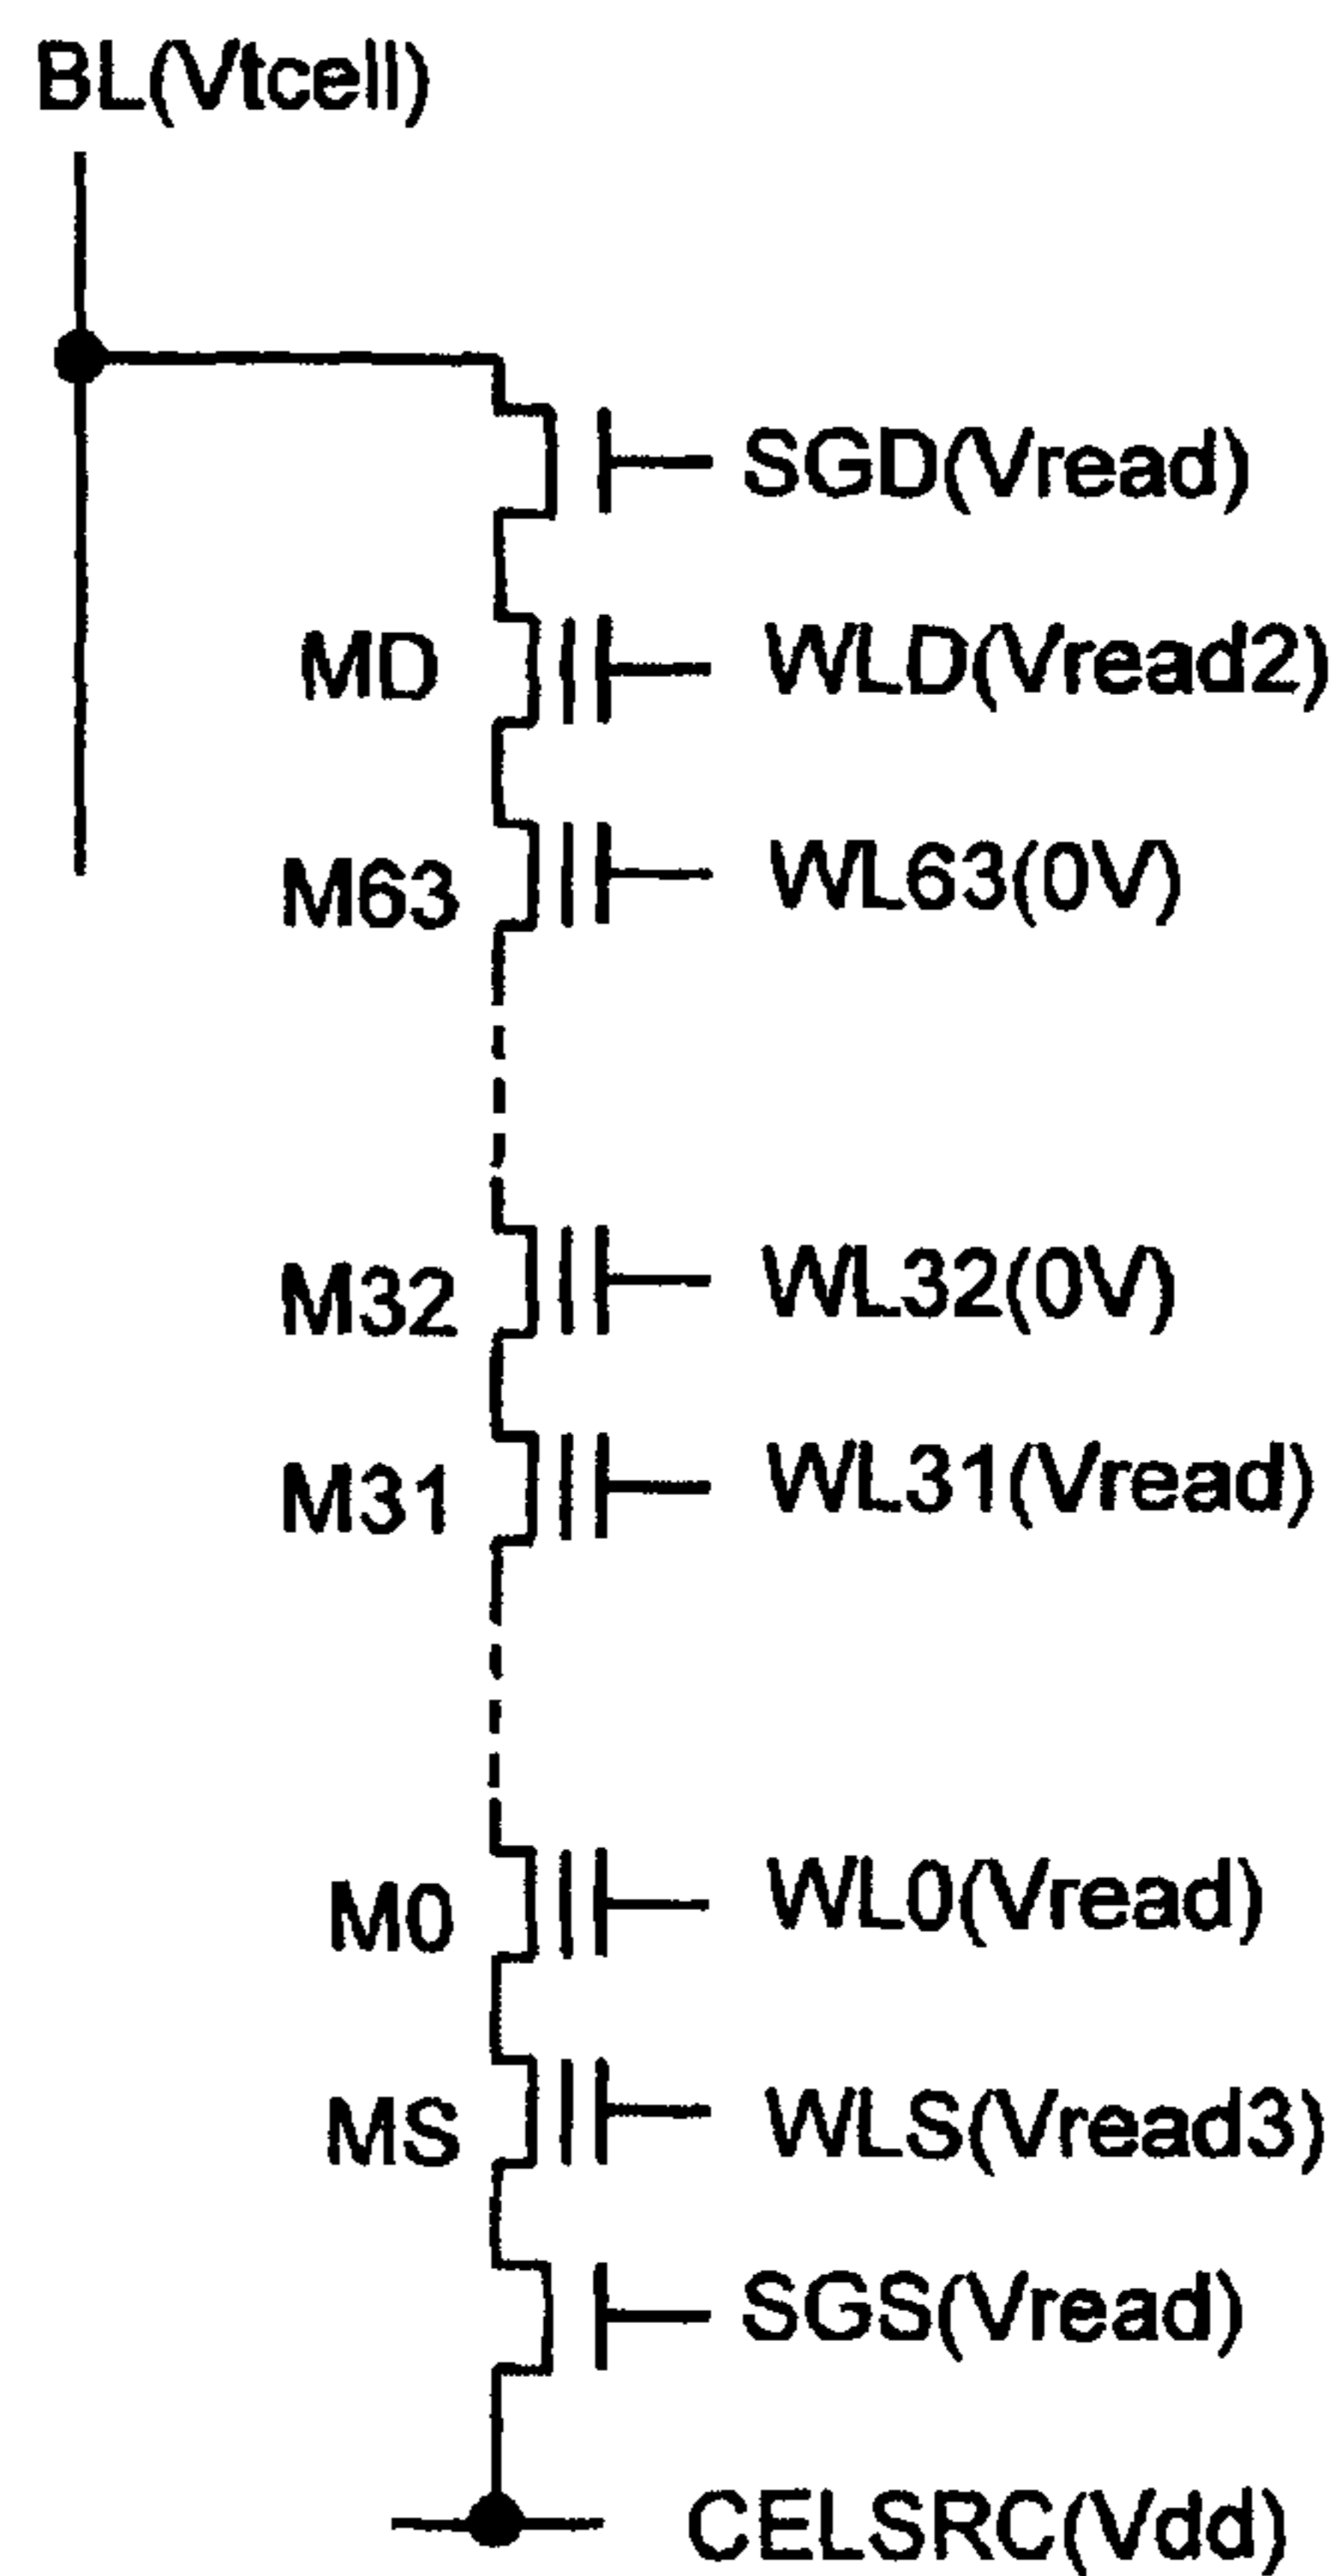 BL(Vtcell)
SGD(Vread)
MD WLD(Vread2)
M63 WL63(0V)
M32 WL32(0V)
M31 WL31(Vread)
M0 WL0(Vread)
MS WLS(Vread3)
SGS(Vread)
CELSRC(Vdd)